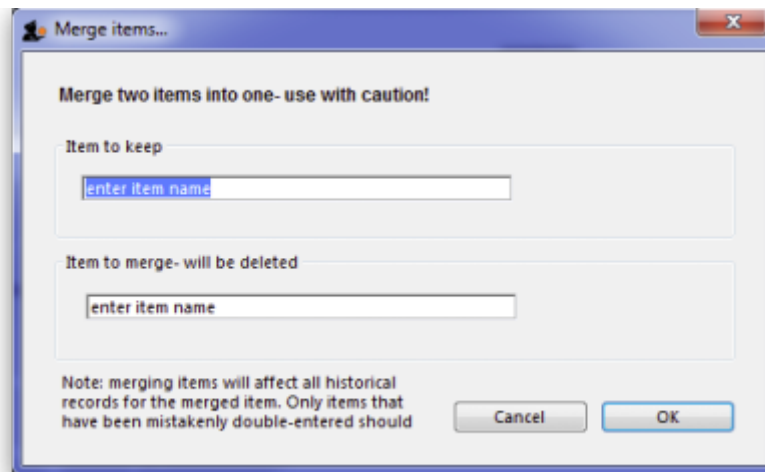 Merge items...
Merge two items into one- use with caution!
Item to keep
enter item name
Item to merge- will be deleted
enter item name
Note: merging items will affect all historical
records for the merged item. Only items that
have been mistakenly double-entered should
Cancel
OK